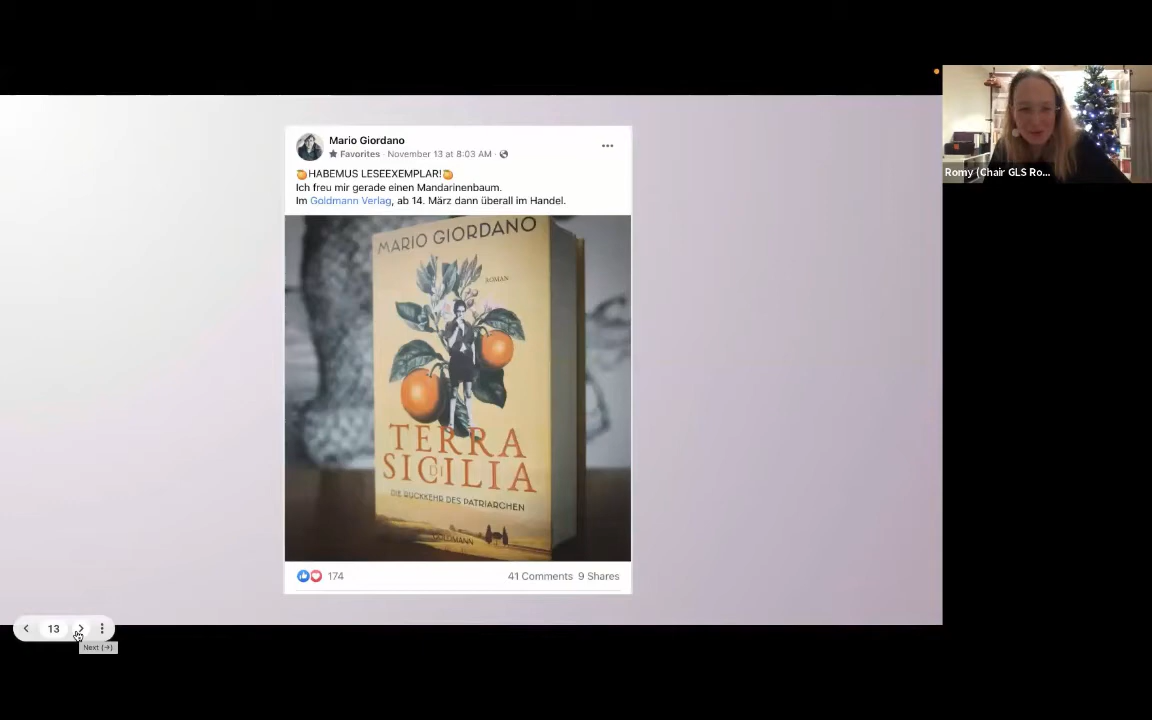 Mario Giordano
Favorites · November 13 at 8:03 AM ·
HABEMUS LESEEXEMPLAR!
Ich freu mir gerade einen Mandarinenbaum.
Im Goldmann Verlag, ab 14. März dann überall im Handel.
MARIO GIORDANO
ROMAN
TERRA
DI
SICILIA
DIE RÜCKKEHR DES PATRIARCHEN
GOLDMANN
174
41 Comments 9 Shares
Romy (Chair GLS Ro...
13
Next (→)